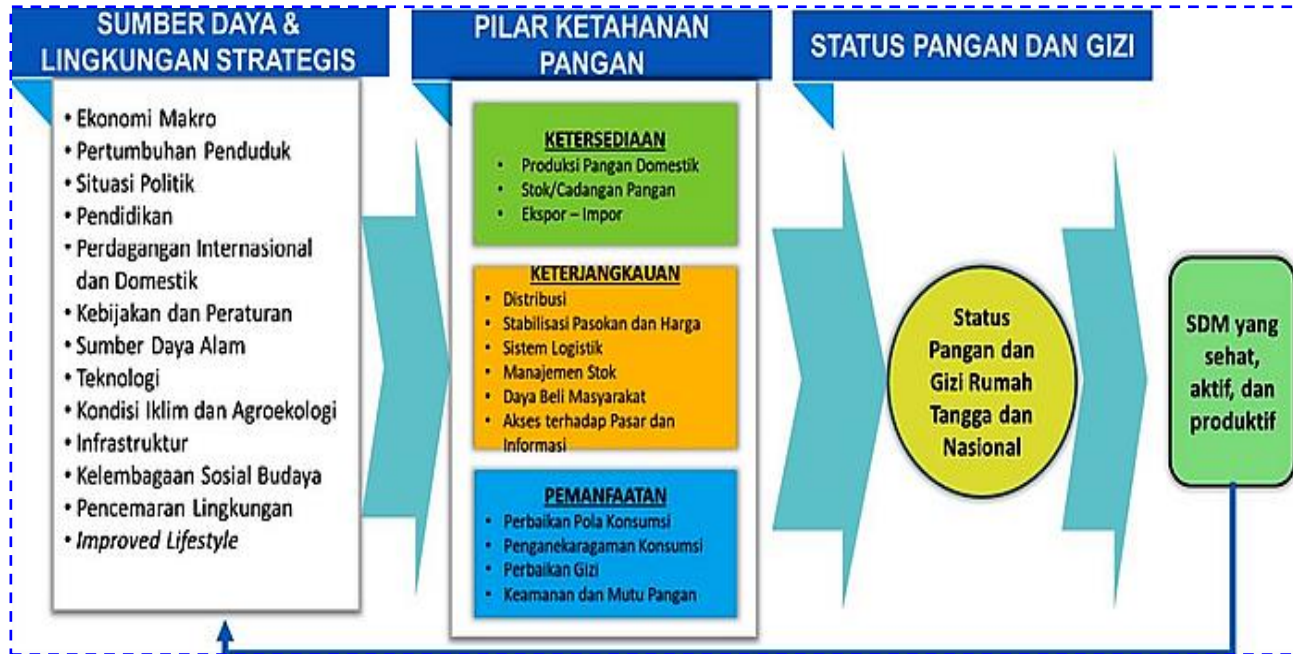 SUMBER DAYA &
LINGKUNGAN STRATEGIS
• Ekonomi Makro
• Pertumbuhan Penduduk
• Situasi Politik
• Pendidikan
• Perdagangan Internasional
dan Domestik
• Kebijakan dan Peraturan
• Sumber Daya Alam
• Teknologi
• Kondisi Iklim dan Agroekologi
• Infrastruktur
• Kelembagaan Sosial Budaya
• Pencemaran Lingkungan
• Improved Lifestyle
PILAR KETAHANAN
PANGAN
KETERSEDIAAN
• Produksi Pangan Domestik
• Stok/Cadangan Pangan
• Ekspor – Impor
KETERJANGKAUAN
• Distribusi
• Stabilisasi Pasokan dan Harga
• Sistem Logistik
• Manajemen Stok
• Daya Beli Masyarakat
• Akses terhadap Pasar dan
Informasi
PEMANFAATAN
• Perbaikan Pola Konsumsi
• Penganekaragaman Konsumsi
• Perbaikan Gizi
• Keamanan dan Mutu Pangan
STATUS PANGAN DAN GIZI
Status
Pangan dan
Gizi Rumah
Tangga dan
Nasional
SDM yang
sehat,
aktif, dan
produktif